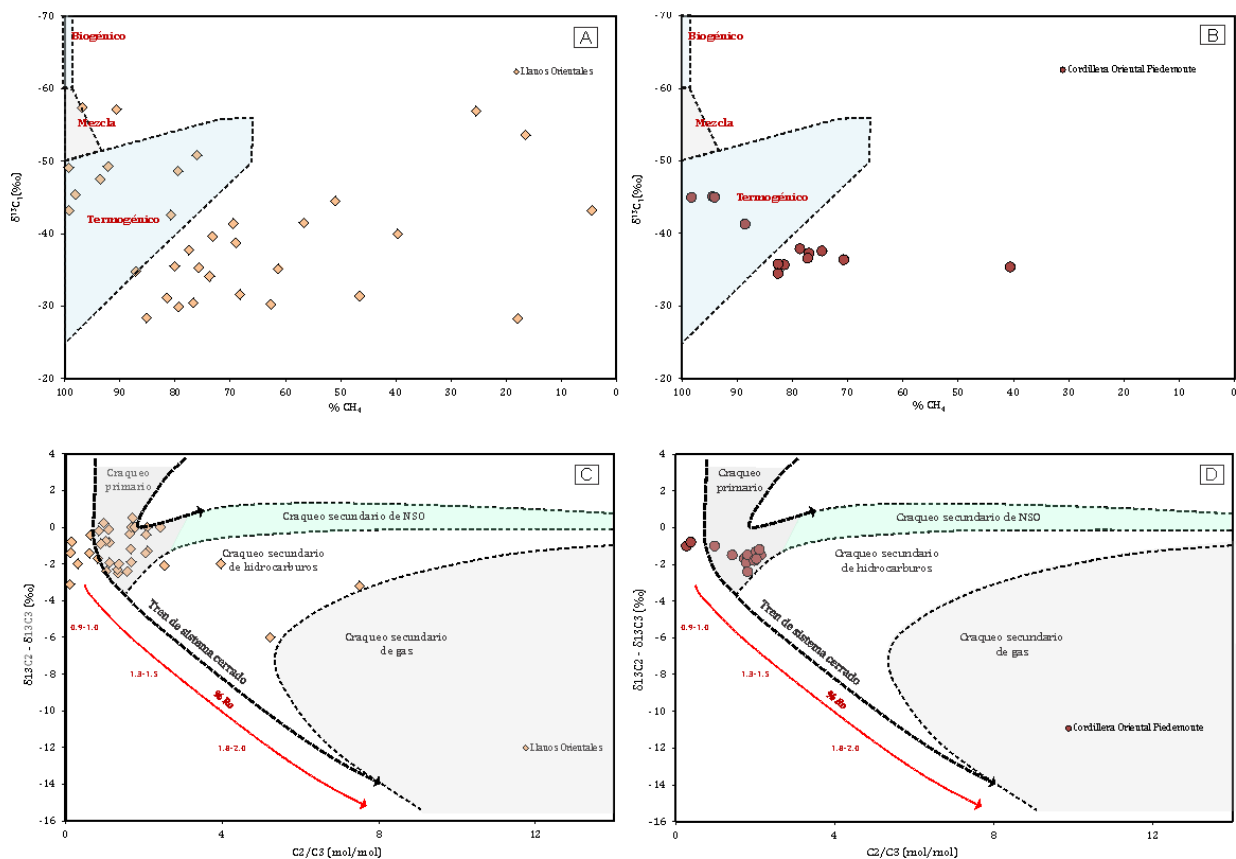 -70
-60
-50
-40
-30
-20
δ¹³C₁(‰)
Biogénico
Mezcla
Termogénico
A
Llanos Orientales
100
90
80
70
60
50
40
30
20
10
0
% CH₄
-70
-60
-50
-40
-30
-20
Biogénico
Mezcla
Termogénico
B
Cordillera Oriental Piedemonte
100
90
80
70
60
50
40
30
20
10
0
% CH₄
4
2
0
-2
-4
-6
-8
-10
-12
-14
-16
δ13C2 - δ13C3 (‰)
Craqueo
primario
C
Craqueo secundario de NSO
Craqueo secundario
de hidrocarburos
Tren de sistema cerrado
Craqueo secundario
de gas
0.9-1.0
1.3-1.5
% Ro
1.8-2.0
Llanos Orientales
0
4
8
12
C2/C3 (mol/mol)
4
2
0
-2
-4
-6
-8
-10
-12
-14
-16
δ13C2 - δ13C3 (‰)
Craqueo
primario
D
Craqueo secundario de NSO
Craqueo secundario
de hidrocarburos
Tren de sistema cerrado
Craqueo secundario
de gas
0.9-1.0
1.3-1.5
% Ro
1.8-2.0
Cordillera Oriental Piedemonte
0
4
8
12
C2/C3 (mol/mol)